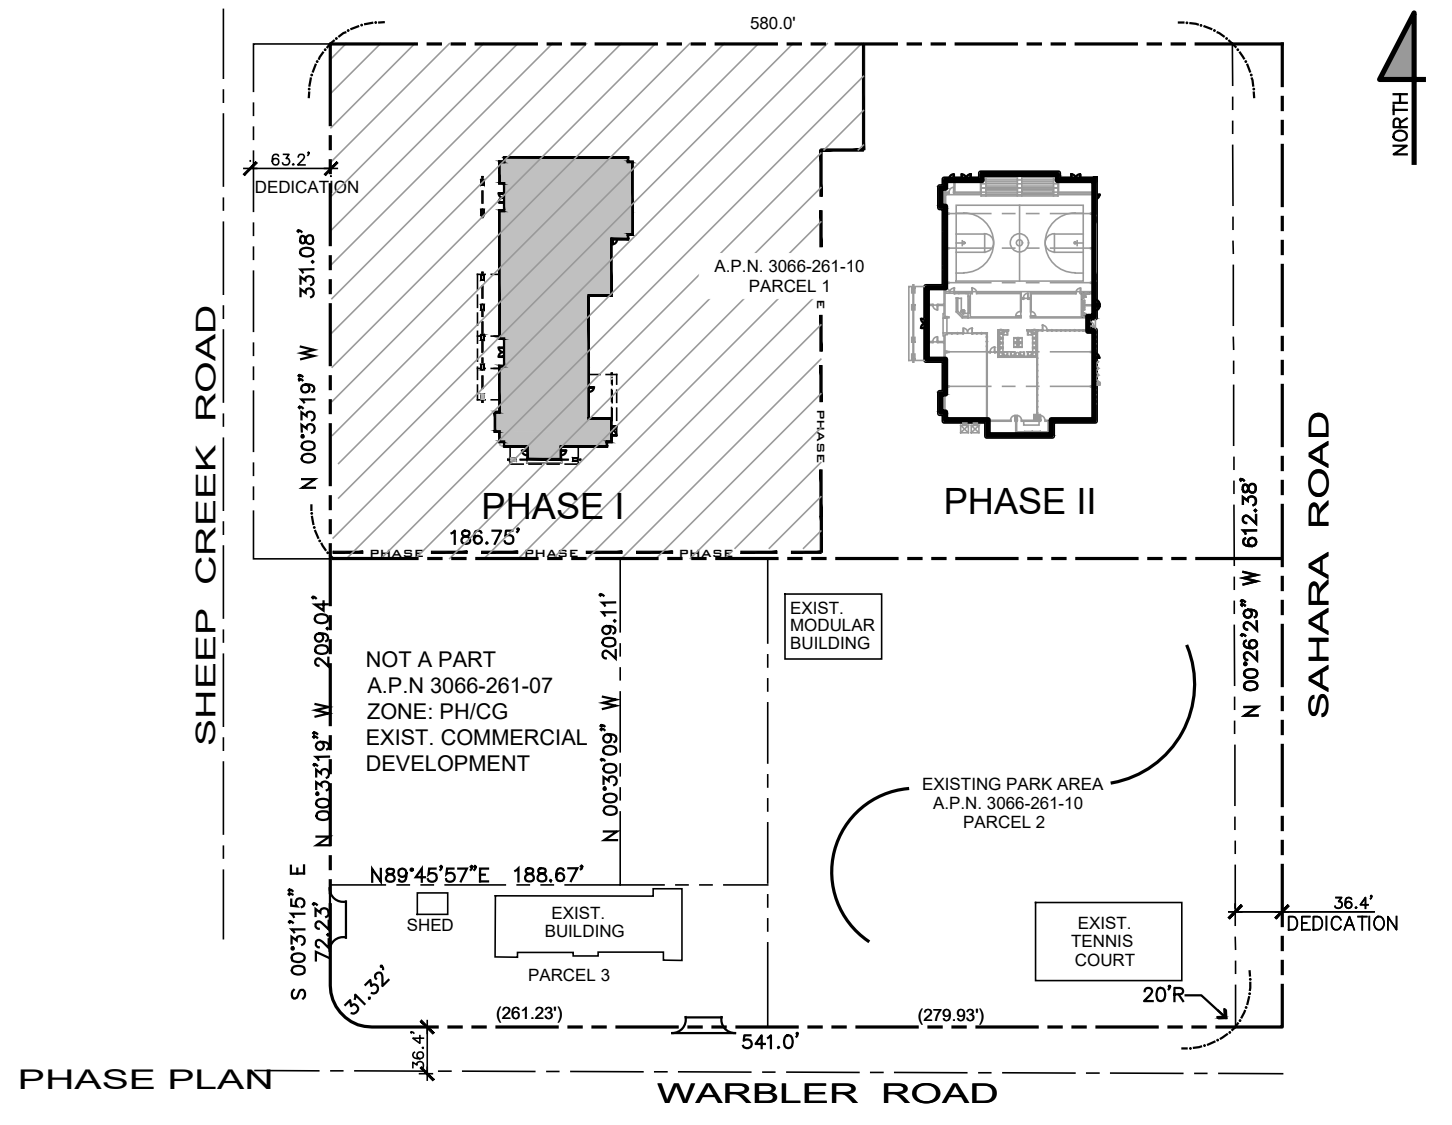 580.0'
NORTH
63.2'
DEDICATION
N 00°33'19" W 331.08'
SHEEP CREEK ROAD
A.P.N. 3066-261-10
PARCEL 1
PHASE
PHASE I
PHASE II
186.75'
PHASE PHASE PHASE
N 00°26'29" W 612.38'
SAHARA ROAD
N 00°33'19" W 209.04'
N 00°30'09" W 209.11'
NOT A PART
A.P.N 3066-261-07
ZONE: PH/CG
EXIST. COMMERCIAL
DEVELOPMENT
EXIST.
MODULAR
BUILDING
EXISTING PARK AREA
A.P.N. 3066-261-10
PARCEL 2
N89°45'57"E 188.67'
S 00°31'15" E
72.23'
SHED
EXIST.
BUILDING
PARCEL 3
31.32'
EXIST.
TENNIS
COURT
36.4'
DEDICATION
20'R
(261.23')
(279.93')
541.0'
36.4'
PHASE PLAN
WARBLER ROAD